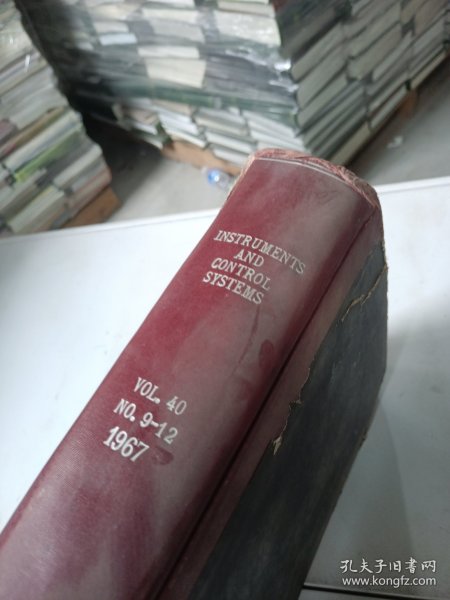 INSTRUMENTS
AND
CONTROL
SYSTEMS
VOL. 40
NO. 9-12
1967
孔夫子旧书网
www.kongfz.com